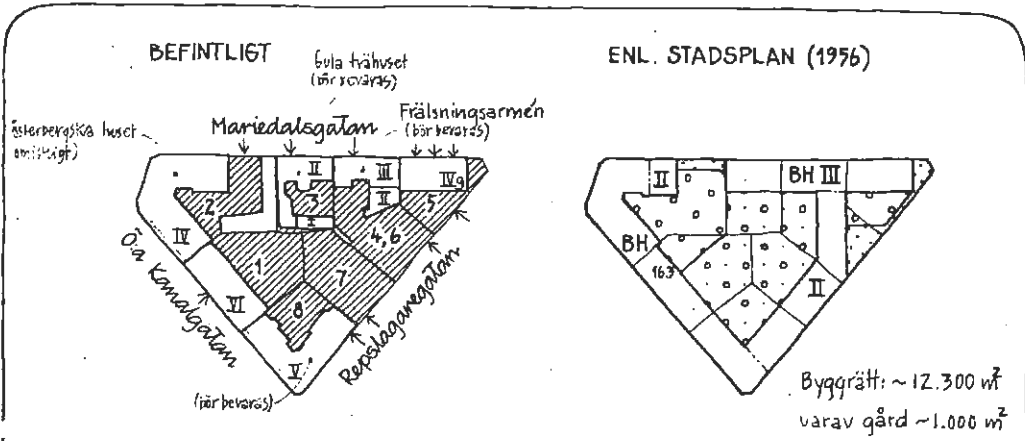 BEFINTLIGT
Gula trähuset
(bör bevaras)
Frälsningsarmén
(bör bevaras)
Mariedalsgatan
Österbergska huset
II
III
IVg
II
2
3
I
5
4,6
IV
1
7
VI
8
V
Ö:a Kanalgatan
Repslagaregatan
(bör bevaras)
ENL. STADSPLAN (1956)
II
BH III
BH
163
II
Byggrätt: ~12.300 m²
varav gård ~1.000 m²